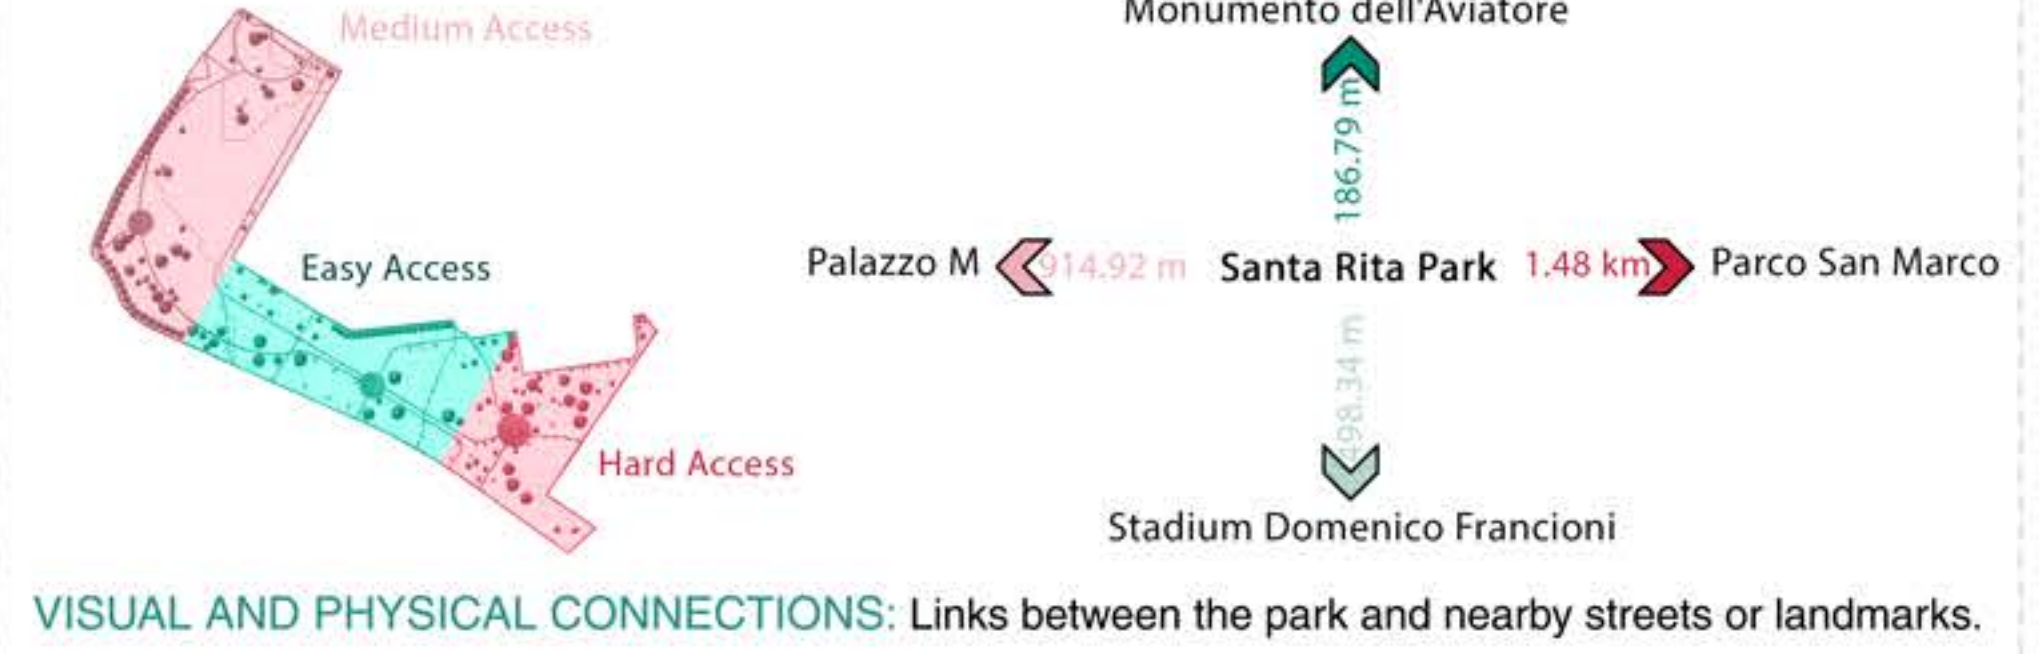 Medium Access
Easy Access
Hard Access
Monumento dell'Aviatore
186.79 m
Palazzo M
914.92 m
Santa Rita Park
1.48 km
Parco San Marco
498.34 m
Stadium Domenico Francioni
VISUAL AND PHYSICAL CONNECTIONS: Links between the park and nearby streets or landmarks.